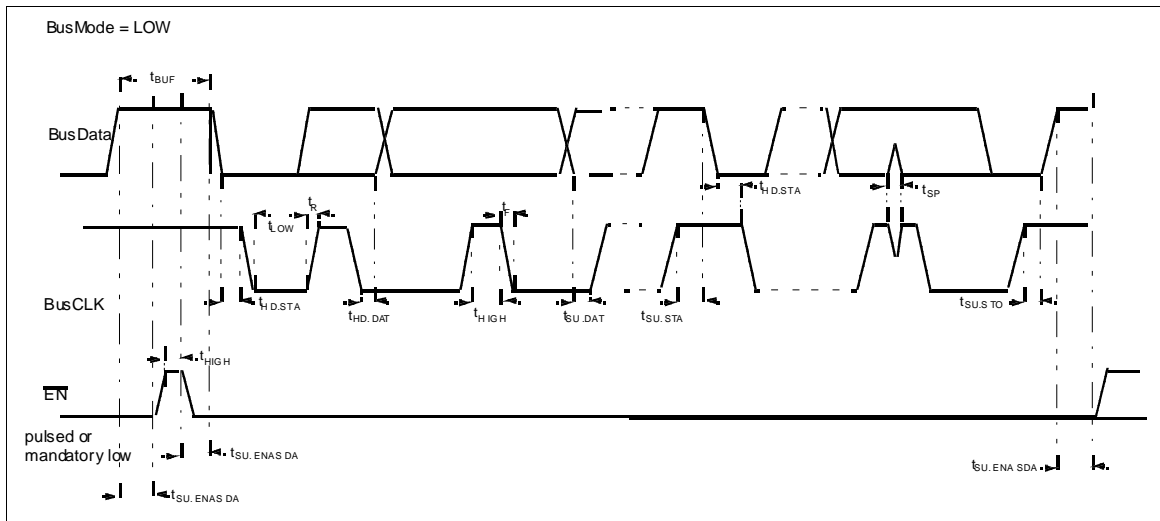 BusMode = LOW
tBUF
BusData
tHD.STA
tSP
tR
tF
tLOW
BusCLK
tHD.STA
tHD.DAT
tHIGH
tSU.DAT
tSU.STA
tSU.STO
tHIGH
EN
pulsed or
mandatory low
tSU.ENASDA
tSU.ENASDA
tSU.ENASDA